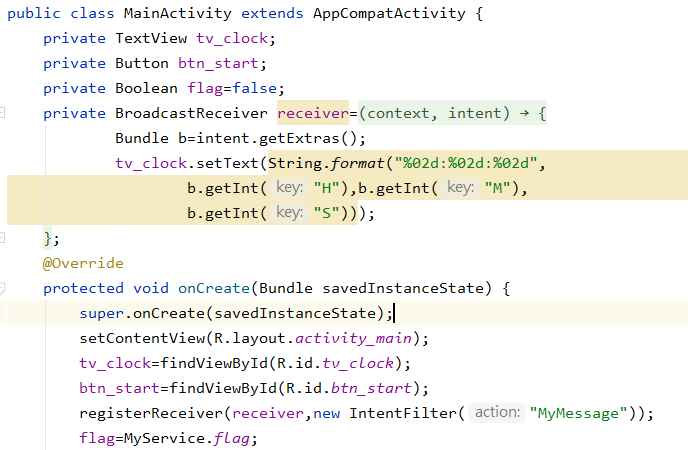 public class MainActivity extends AppCompatActivity {
    private TextView tv_clock;
    private Button btn_start;
    private Boolean flag=false;
    private BroadcastReceiver receiver=(context, intent) → {
            Bundle b=intent.getExtras();
            tv_clock.setText(String.format("%02d:%02d:%02d",
                    b.getInt( key: "H"),b.getInt( key: "M"),
                    b.getInt( key: "S")));
    };
    @Override
    protected void onCreate(Bundle savedInstanceState) {
        super.onCreate(savedInstanceState);
        setContentView(R.layout.activity_main);
        tv_clock=findViewById(R.id.tv_clock);
        btn_start=findViewById(R.id.btn_start);
        registerReceiver(receiver,new IntentFilter( action: "MyMessage"));
        flag=MyService.flag;